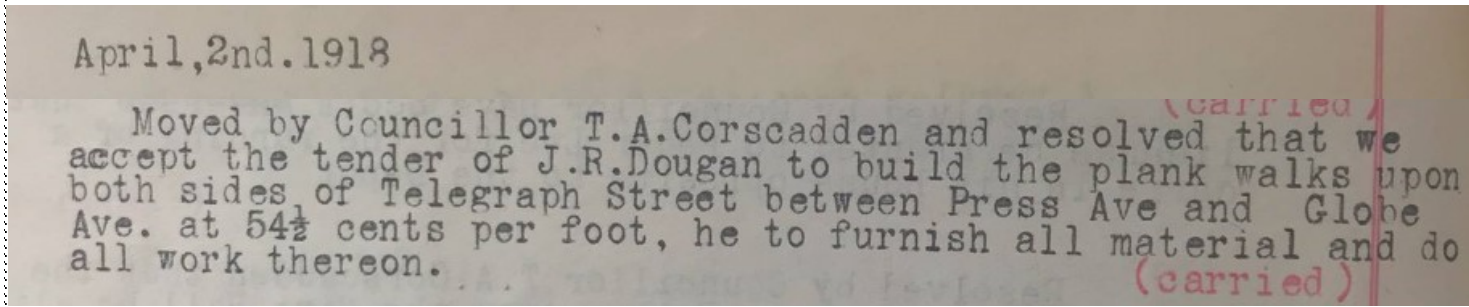 April,2nd.1918
(carried)
Moved by Councillor T.A.Corscadden and resolved that we
accept the tender of J.R.Dougan to build the plank walks upon
both sides of Telegraph Street between Press Ave and Globe
Ave. at 54½ cents per foot, he to furnish all material and do
all work thereon.
(carried)